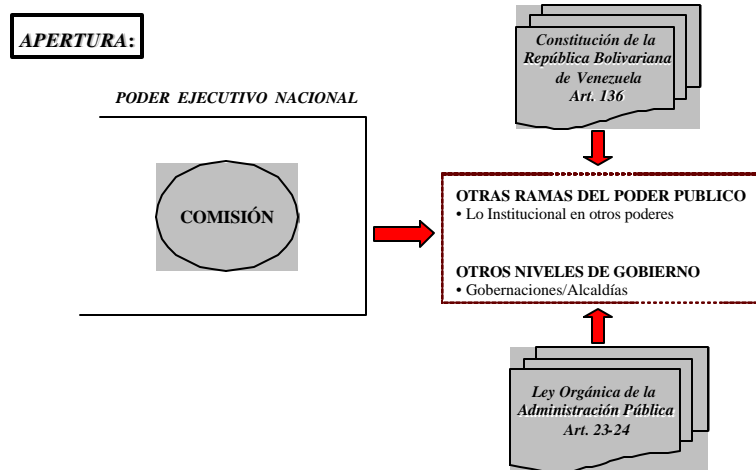 APERTURA:
Constitución de la
República Bolivariana
de Venezuela
Art. 136
PODER EJECUTIVO NACIONAL
COMISIÓN
OTRAS RAMAS DEL PODER PUBLICO
• Lo Institucional en otros poderes
OTROS NIVELES DE GOBIERNO
• Gobernaciones/Alcaldías
Ley Orgánica de la
Administración Pública
Art. 23-24